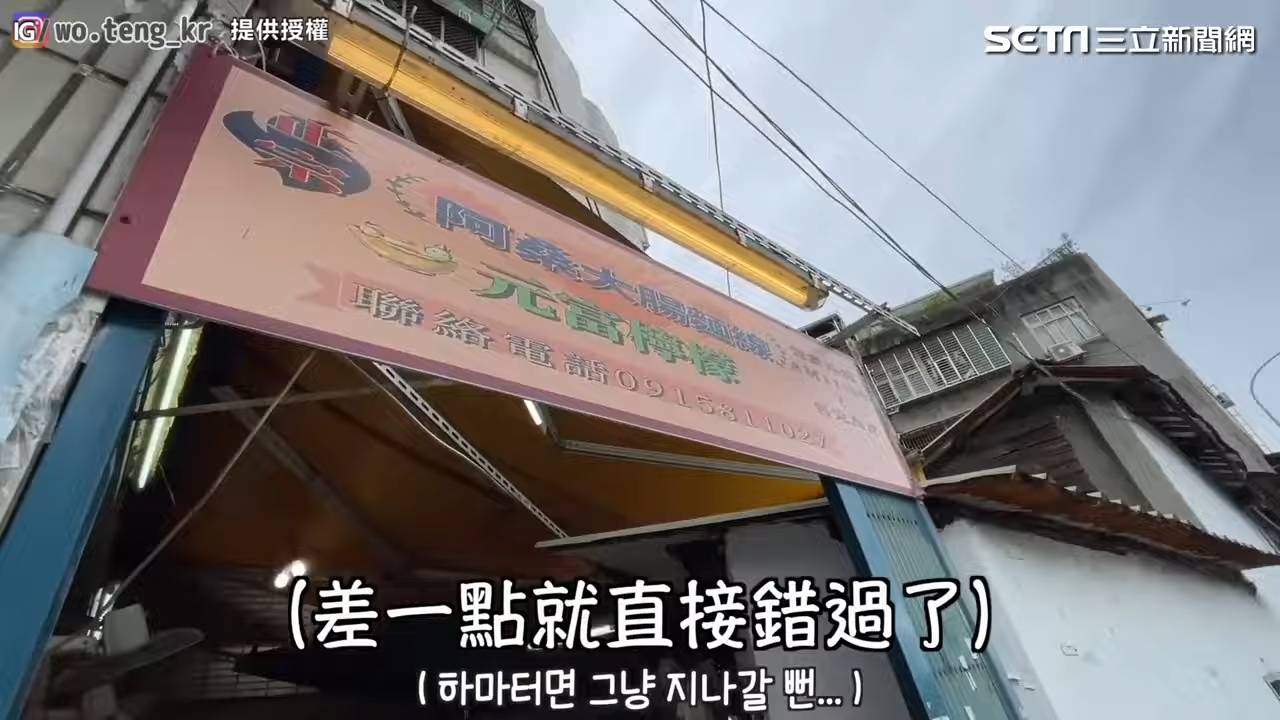 wo.teng_kr 提供授權
SETN三立新聞網
正宗
阿桑大腸麵線
元富檸檬
聯絡電話0915811027
(差一點就直接錯過了)
(하마터면 그냥 지나갈 뻔...)